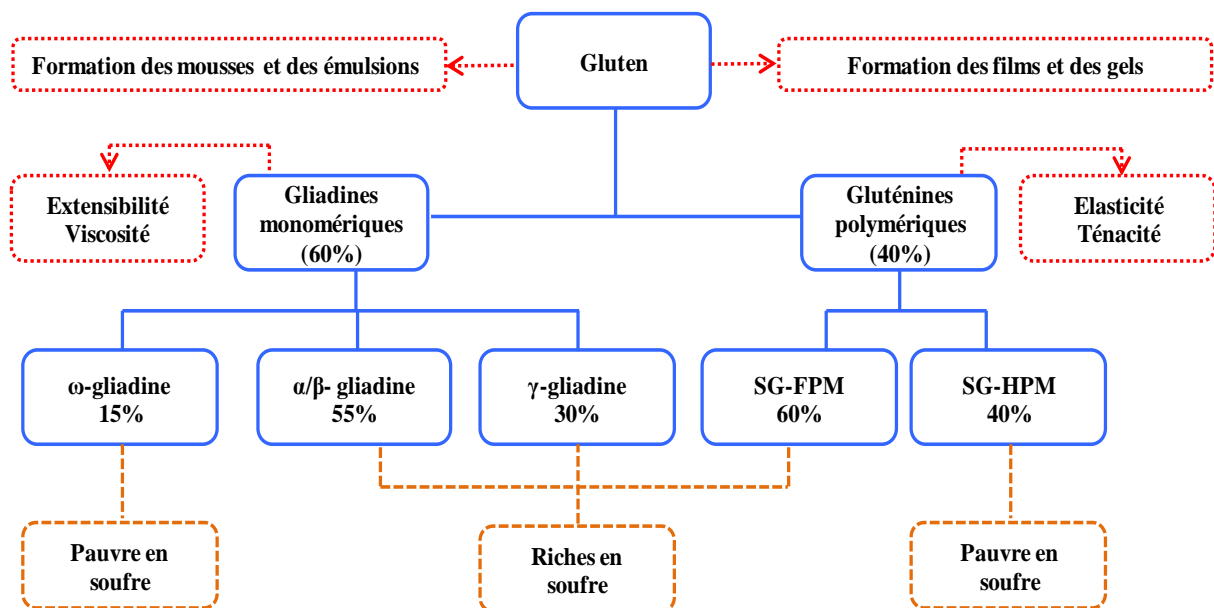 Formation des mousses et des émulsions
Gluten
Formation des films et des gels
Extensibilité
Viscosité
Gliadines
monomériques
(60%)
Gluténines
polymériques
(40%)
Elasticité
Ténacité
ω-gliadine
15%
α/β- gliadine
55%
γ-gliadine
30%
SG-FPM
60%
SG-HPM
40%
Pauvre en
soufre
Riches en
soufre
Pauvre en
soufre